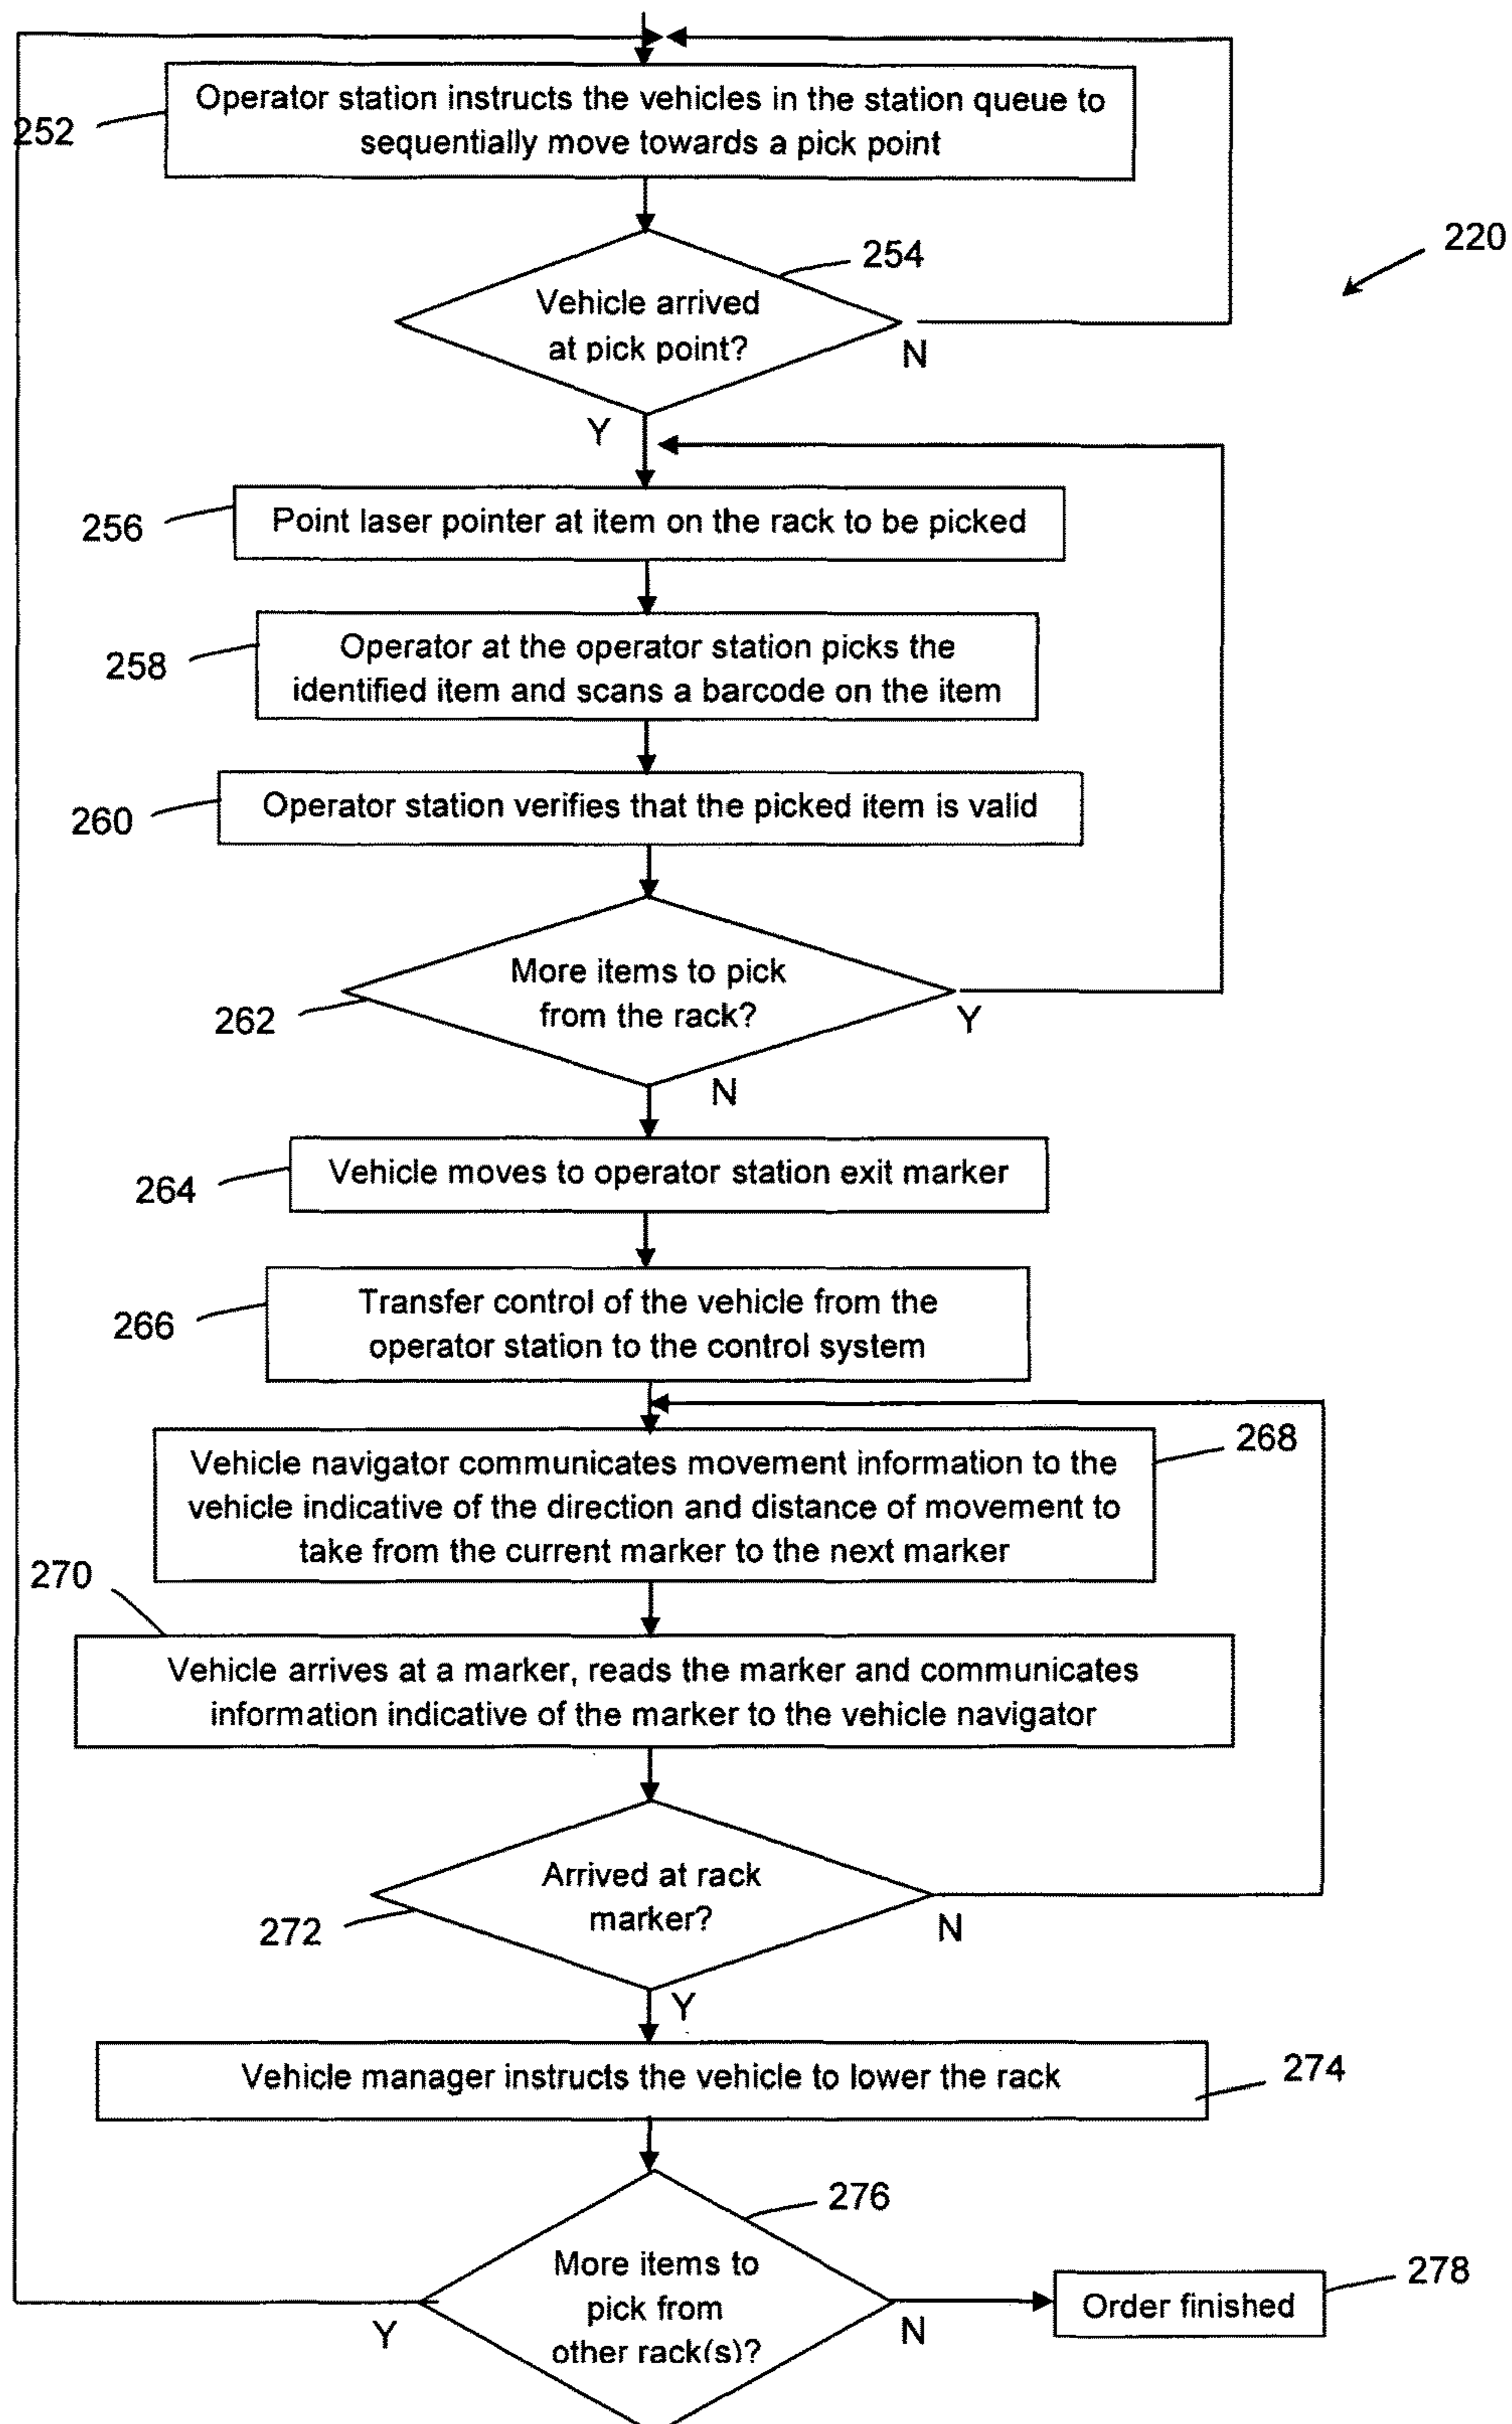 Operator station instructs the vehicles in the station queue to
sequentially move towards a pick point
252
254
220
Vehicle arrived
at pick point?
N
Y
256
Point laser pointer at item on the rack to be picked
258
Operator at the operator station picks the
identified item and scans a barcode on the item
260
Operator station verifies that the picked item is valid
More items to pick
from the rack?
262
Y
N
264
Vehicle moves to operator station exit marker
266
Transfer control of the vehicle from the
operator station to the control system
268
Vehicle navigator communicates movement information to the
vehicle indicative of the direction and distance of movement to
take from the current marker to the next marker
270
Vehicle arrives at a marker, reads the marker and communicates
information indicative of the marker to the vehicle navigator
Arrived at rack
marker?
272
N
Y
Vehicle manager instructs the vehicle to lower the rack
274
276
More items to
pick from
other rack(s)?
Y
N
Order finished
278